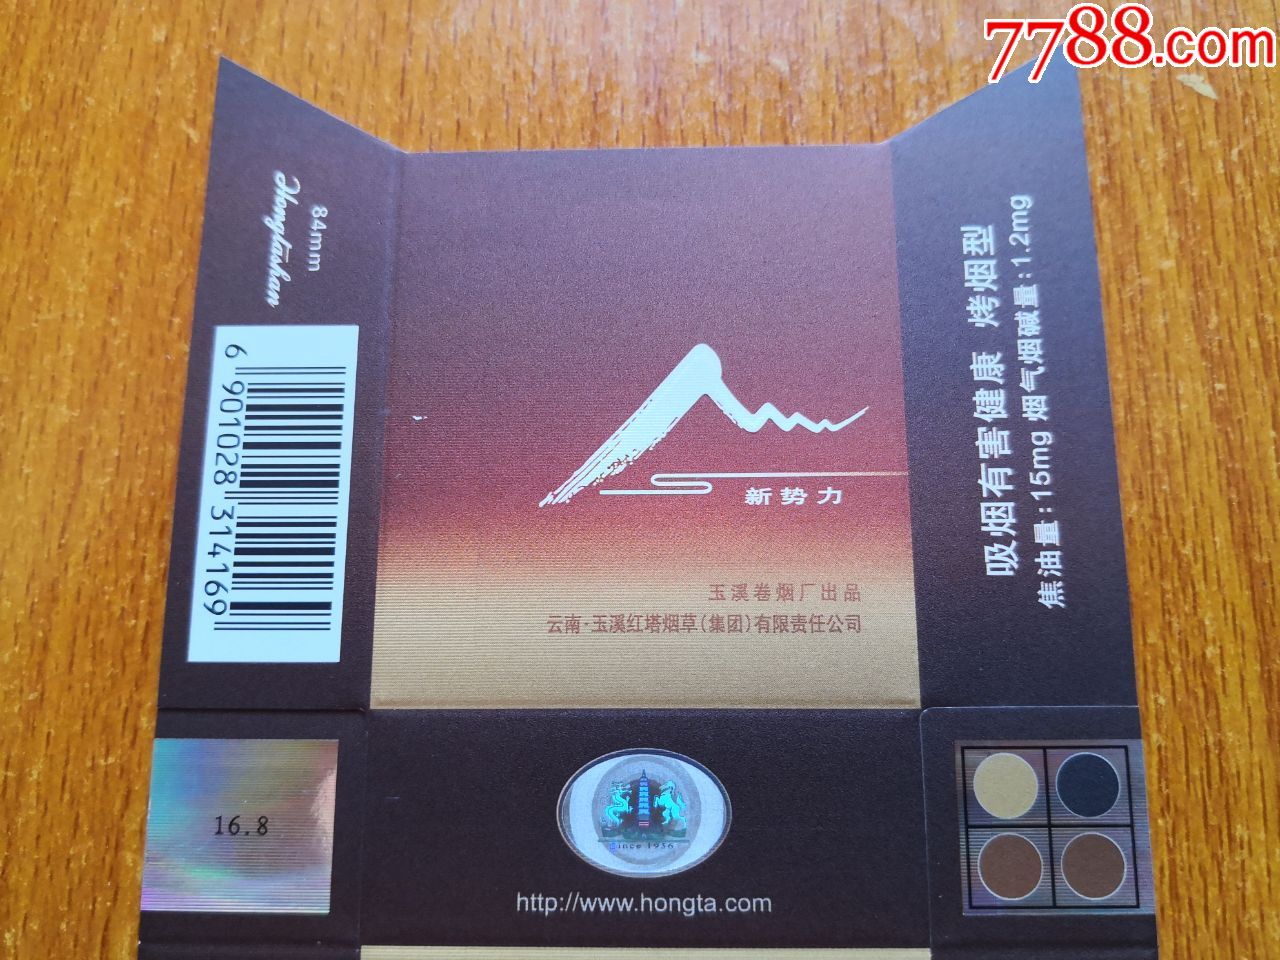 7788.com
84mm
Hongtashan
6 901028 314169
新势力
玉溪卷烟厂出品
云南·玉溪红塔烟草(集团)有限责任公司
吸烟有害健康 烤烟型
焦油量:15mg 烟气烟碱量:1.2mg
16.8
Since 1956
http://www.hongta.com